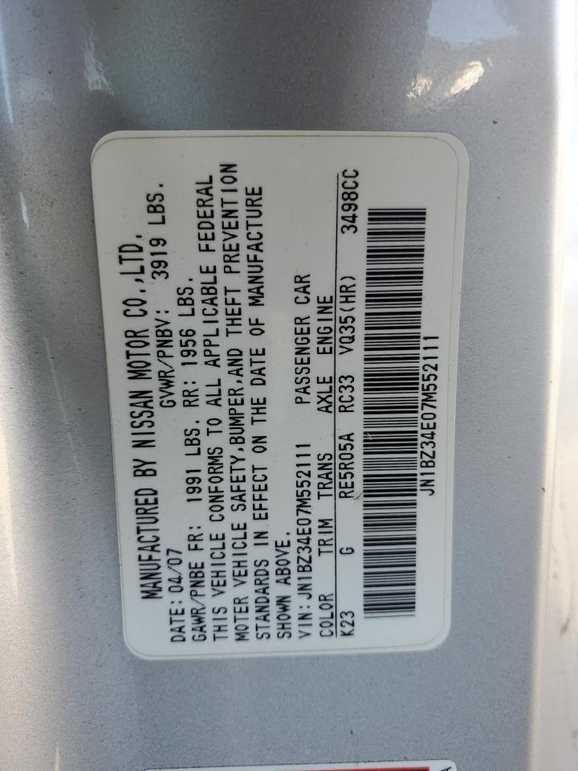 MANUFACTURED BY NISSAN MOTOR CO.,LTD.
DATE: 04/07 GVWR/PNBV: 3919 LBS.
GAWR/PNBE FR: 1991 LBS. RR: 1956 LBS.
THIS VEHICLE CONFORMS TO ALL APPLICABLE FEDERAL
MOTER VEHICLE SAFETY,BUMPER,AND THEFT PREVENTION
STANDARDS IN EFFECT ON THE DATE OF MANUFACTURE
SHOWN ABOVE.
VIN:JN1BZ34E07M552111 PASSENGER CAR
COLOR TRIM TRANS AXLE ENGINE
K23 G RE5R05A RC33 VQ35(HR) 3498CC
JN1BZ34E07M552111